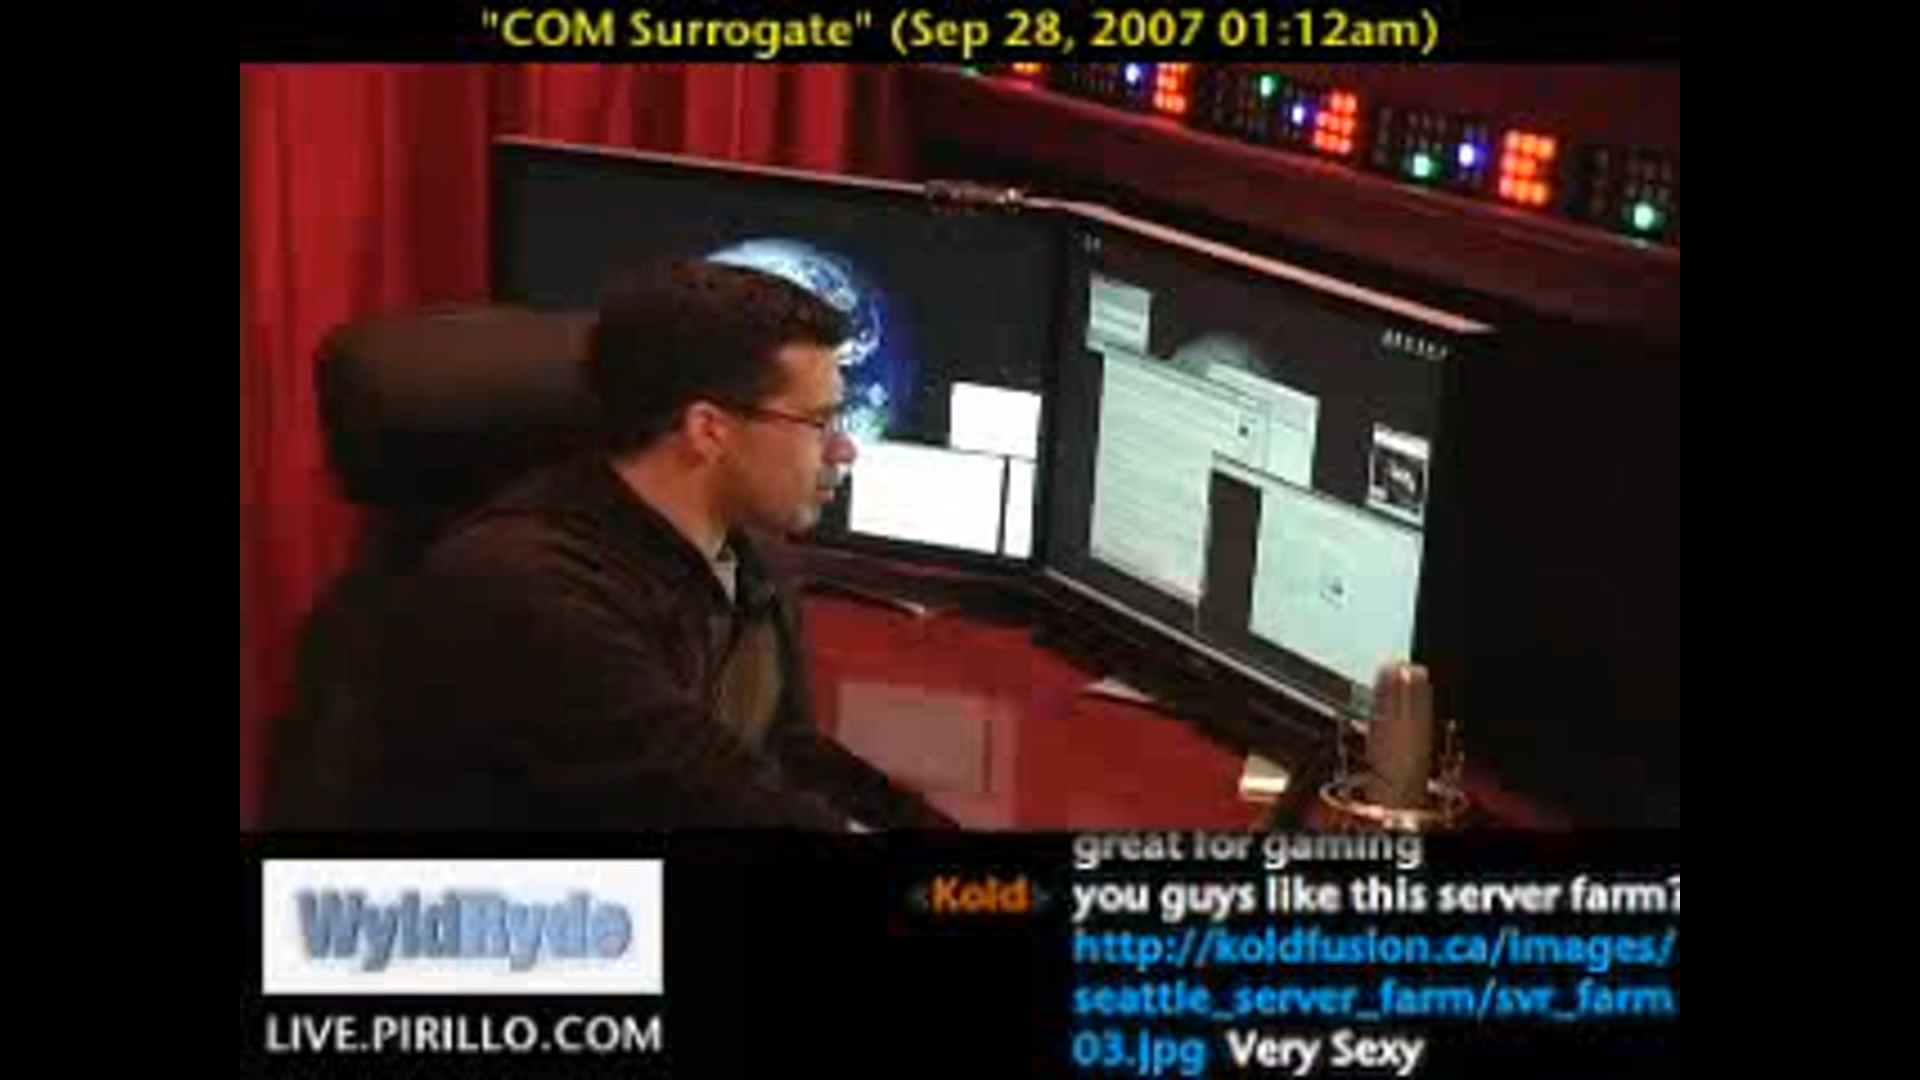 "COM Surrogate" (Sep 28, 2007 01:12am)
great for gaming
Kold you guys like this server farm?
http://koldfusion.ca/images/
seattle_server_farm/svr_farm
03.jpg Very Sexy
WyldRyde
LIVE.PIRILLO.COM